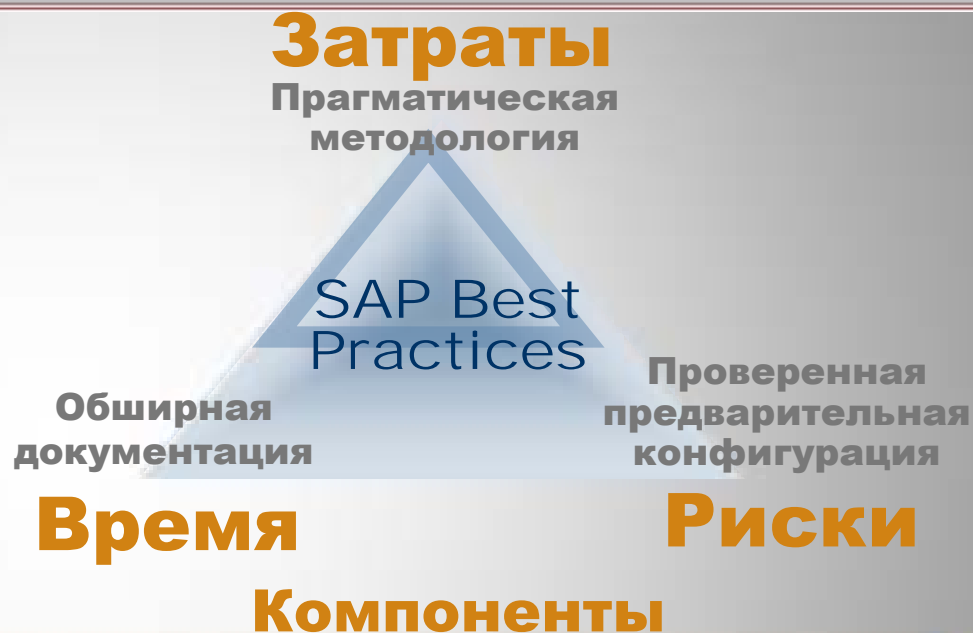 Затраты
Прагматическая
методология
SAP Best
Practices
Обширная
документация
Проверенная
предварительная
конфигурация
Время
Риски
Компоненты